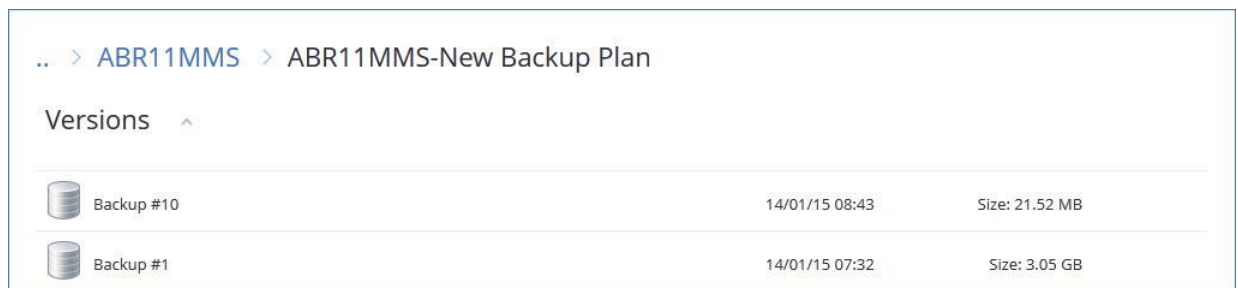 .. > ABR11MMS > ABR11MMS-New Backup Plan
Versions
Backup #10 14/01/15 08:43 Size: 21.52 MB
Backup #1 14/01/15 07:32 Size: 3.05 GB